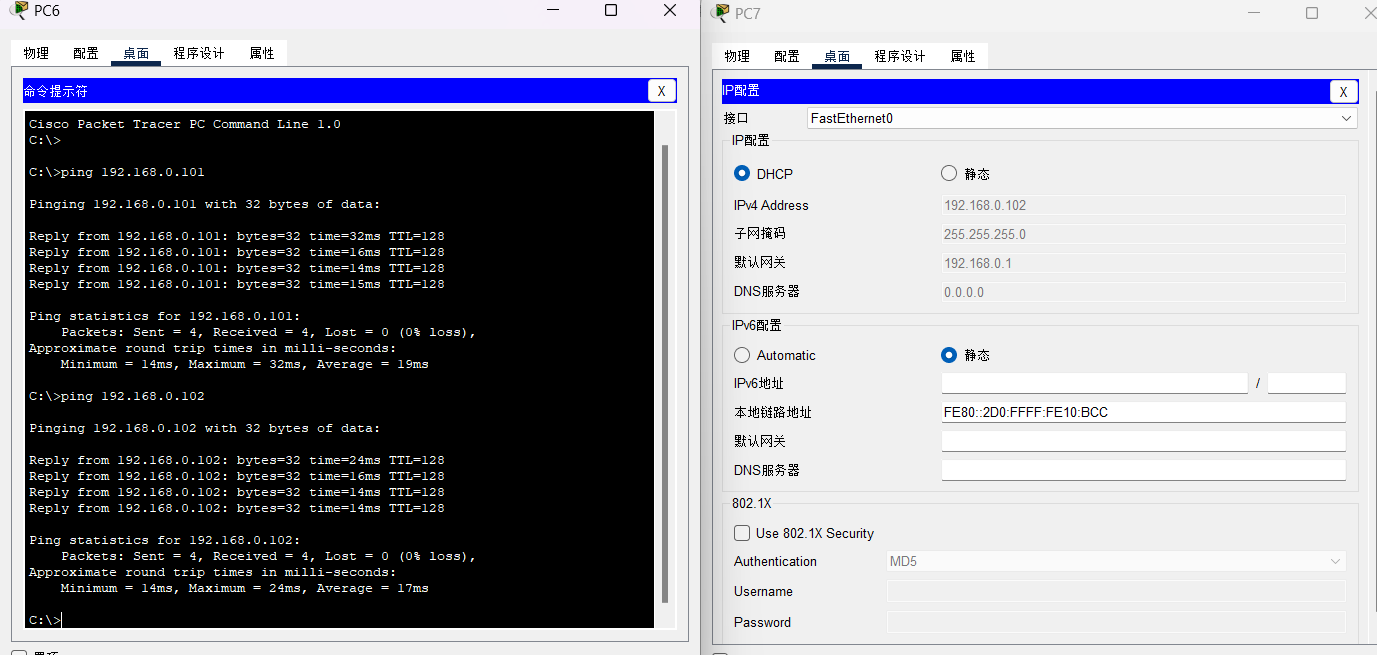 PC6
物理 配置 桌面 程序设计 属性
命令提示符 X
Cisco Packet Tracer PC Command Line 1.0
C:\>
C:\>ping 192.168.0.101
Pinging 192.168.0.101 with 32 bytes of data:
Reply from 192.168.0.101: bytes=32 time=32ms TTL=128
Reply from 192.168.0.101: bytes=32 time=16ms TTL=128
Reply from 192.168.0.101: bytes=32 time=14ms TTL=128
Reply from 192.168.0.101: bytes=32 time=15ms TTL=128
Ping statistics for 192.168.0.101:
Packets: Sent = 4, Received = 4, Lost = 0 (0% loss),
Approximate round trip times in milli-seconds:
Minimum = 14ms, Maximum = 32ms, Average = 19ms
C:\>ping 192.168.0.102
Pinging 192.168.0.102 with 32 bytes of data:
Reply from 192.168.0.102: bytes=32 time=24ms TTL=128
Reply from 192.168.0.102: bytes=32 time=16ms TTL=128
Reply from 192.168.0.102: bytes=32 time=14ms TTL=128
Reply from 192.168.0.102: bytes=32 time=14ms TTL=128
Ping statistics for 192.168.0.102:
Packets: Sent = 4, Received = 4, Lost = 0 (0% loss),
Approximate round trip times in milli-seconds:
Minimum = 14ms, Maximum = 24ms, Average = 17ms
C:\>
PC7
物理 配置 桌面 程序设计 属性
IP配置 X
接口 FastEthernet0
IP配置
DHCP 静态
IPv4 Address 192.168.0.102
子网掩码 255.255.255.0
默认网关 192.168.0.1
DNS服务器 0.0.0.0
IPv6配置
Automatic 静态
IPv6地址 /
本地链路地址 FE80::2D0:FFFF:FE10:BCC
默认网关
DNS服务器
802.1X
Use 802.1X Security
Authentication MD5
Username
Password